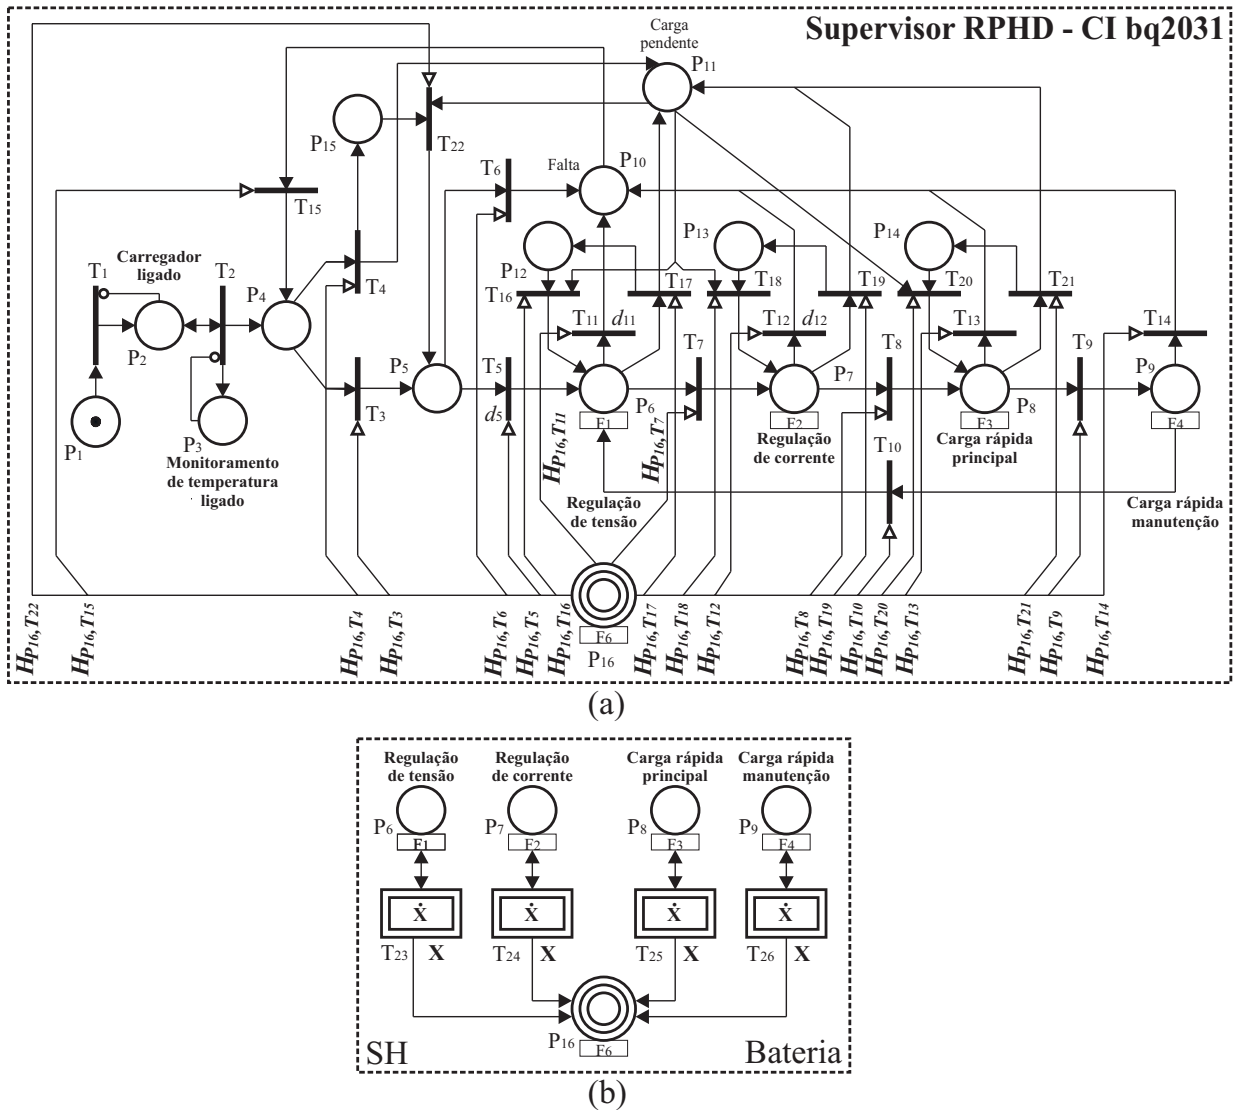 Supervisor RPHD - CI bq2031
Carga
pendente
P11
P15
T22
T6
Falta
P10
T15
T4
P12
P13
P14
Carregador
ligado
T1
T2
P4
T16
T17
T18
T19
T20
T21
T11
d11
T12
d12
T13
T14
P2
T3
P5
T5
d5
T7
T8
T9
P6
P7
P8
P9
F1
F2
F3
F4
P1
P3
Monitoramento
de temperatura
ligado
HP16,T11
HP16,T7
Regulação
de corrente
Carga rápida
principal
T10
Regulação
de tensão
Carga rápida
manutenção
F6
P16
HP16,T22
HP16,T15
HP16,T4
HP16,T3
HP16,T6
HP16,T5
HP16,T16
HP16,T17
HP16,T18
HP16,T12
HP16,T8
HP16,T19
HP16,T10
HP16,T20
HP16,T13
HP16,T21
HP16,T9
HP16,T14
(a)
Regulação
de tensão
Regulação
de corrente
Carga rápida
principal
Carga rápida
manutenção
P6
P7
P8
P9
F1
F2
F3
F4
Ẋ
Ẋ
Ẋ
Ẋ
T23 X
T24 X
T25 X
T26 X
P16
F6
SH
Bateria
(b)